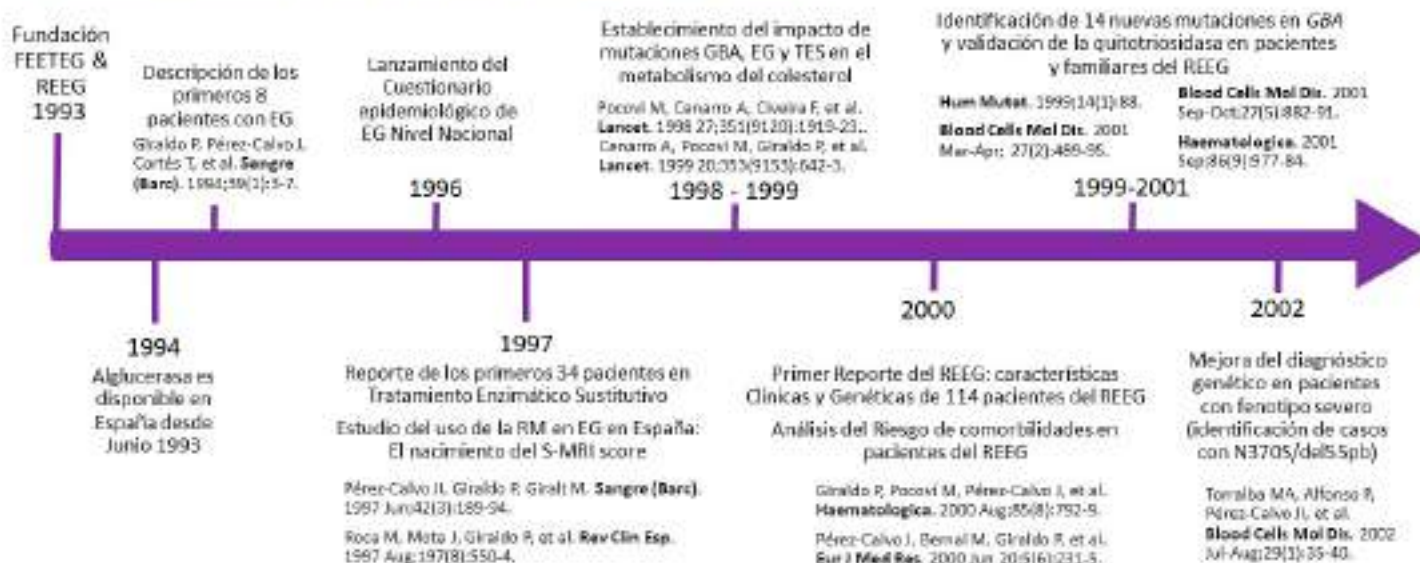 Fundación
FEETEG &
REEG
1993
Descripción de los
primeros 8
pacientes con EG
Giraldo P, Pérez-Calvo J,
Cortés T, et al. Sangre
(Barc). 1994;39(1):3-7.
Lanzamiento del
Cuestionario
epidemiológico de
EG Nivel Nacional
1996
Establecimiento del impacto de
mutaciones GBA, EG y TES en el
metabolismo del colesterol
Pocovi M, Cenarro A, Civeira F, et al.
Lancet. 1998 27;351(9120):1919-23..
Cenarro A, Pocovi M, Giraldo P, et al.
Lancet. 1999 20;353(9153):642-3.
1998 - 1999
Identificación de 14 nuevas mutaciones en GBA
y validación de la quitotriosidasa en pacientes
y familiares del REEG
Hum Mutat. 1999;14(1):88.
Blood Cells Mol Dis. 2001
Mar-Apr; 27(2):489-95.
Blood Cells Mol Dis. 2001
Sep-Oct;27(5):882-91.
Haematologica. 2001
Sep;86(9):977-84.
1999-2001
1994
Alglucerasa es
disponible en
España desde
Junio 1993
1997
Reporte de los primeros 34 pacientes en
Tratamiento Enzimático Sustitutivo
Estudio del uso de la RM en EG en España:
El nacimiento del S-MRI score
Pérez-Calvo JI, Giraldo P, Giralt M. Sangre (Barc).
1997 Jun;42(3):189-94.
Roca M, Mota J, Giraldo P, et al. Rev Clin Esp.
1997 Aug;197(8):550-4.
2000
Primer Reporte del REEG: características
Clínicas y Genéticas de 114 pacientes del REEG
Análisis del Riesgo de comorbilidades en
pacientes del REEG
Giraldo P, Pocovi M, Pérez-Calvo J, et al.
Haematologica. 2000 Aug;85(8):792-9.
Pérez-Calvo J, Bernal M, Giraldo P, et al.
Eur J Med Res. 2000 Jun 20;5(6):231-5.
2002
Mejora del diagnóstico
genético en pacientes
con fenotipo severo
(identificación de casos
con N370S/del55pb)
Torralba MA, Alfonso P,
Pérez-Calvo JI, et al.
Blood Cells Mol Dis. 2002
Jul-Aug;29(1):35-40.